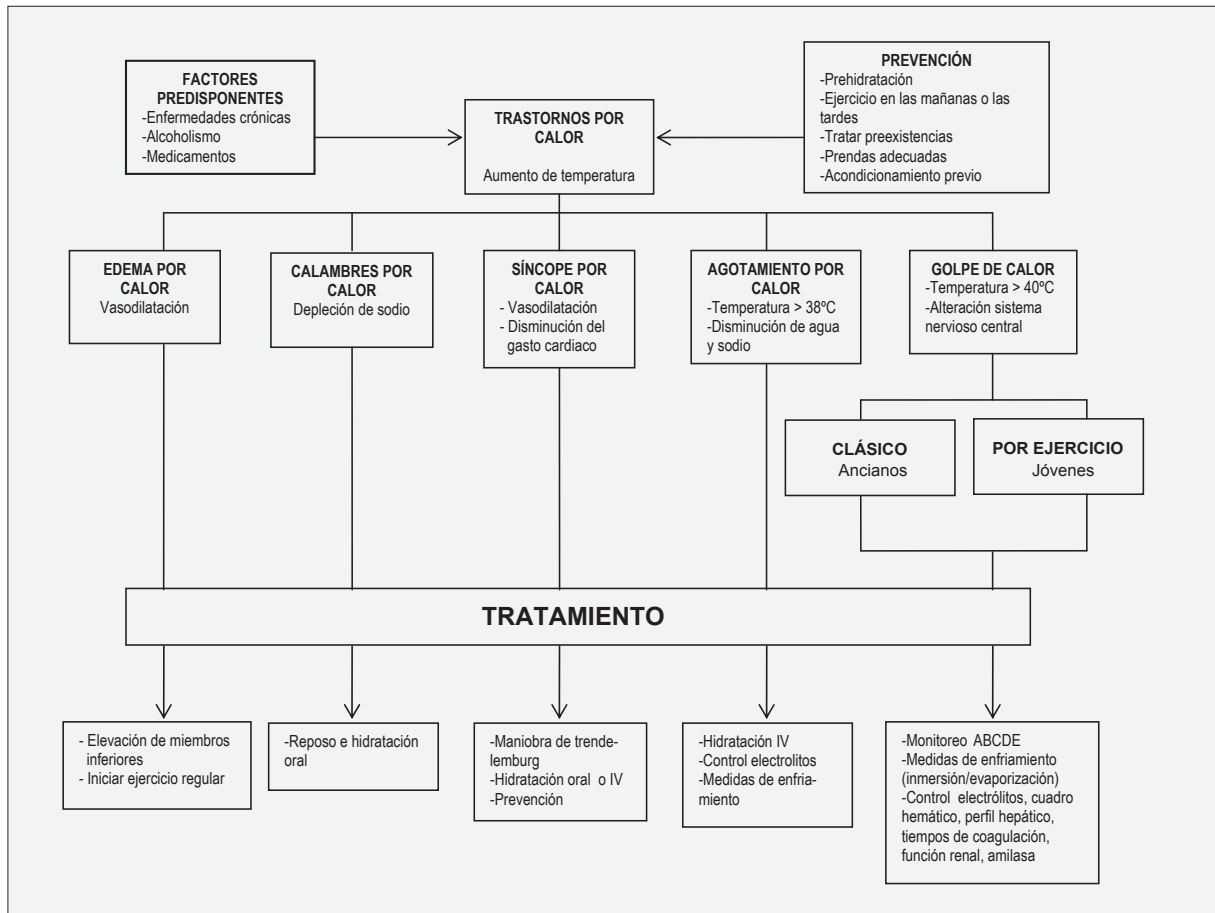 FACTORES
PREDISPONENTES
-Enfermedades crónicas
-Alcoholismo
-Medicamentos
TRASTORNOS POR
CALOR
Aumento de temperatura
PREVENCIÓN
-Prehidratación
-Ejercicio en las mañanas o las
tardes
-Tratar preexistencias
-Prendas adecuadas
-Acondicionamiento previo
EDEMA POR
CALOR
Vasodilatación
CALAMBRES POR
CALOR
Depleción de sodio
SÍNCOPE POR
CALOR
- Vasodilatación
- Disminución del
gasto cardiaco
AGOTAMIENTO POR
CALOR
-Temperatura > 38ºC
-Disminución de agua
y sodio
GOLPE DE CALOR
-Temperatura > 40ºC
-Alteración sistema
nervioso central
CLÁSICO
Ancianos
POR EJERCICIO
Jóvenes
TRATAMIENTO
- Elevación de miembros
inferiores
- Iniciar ejercicio regular
-Reposo e hidratación
oral
-Maniobra de trende-
lemburg
-Hidratación oral o IV
-Prevención
-Hidratación IV
-Control electrolitos
-Medidas de enfria-
miento
-Monitoreo ABCDE
-Medidas de enfriamiento
(inmersión/evaporización)
-Control electrólitos, cuadro
hemático, perfil hepático,
tiempos de coagulación,
función renal, amilasa